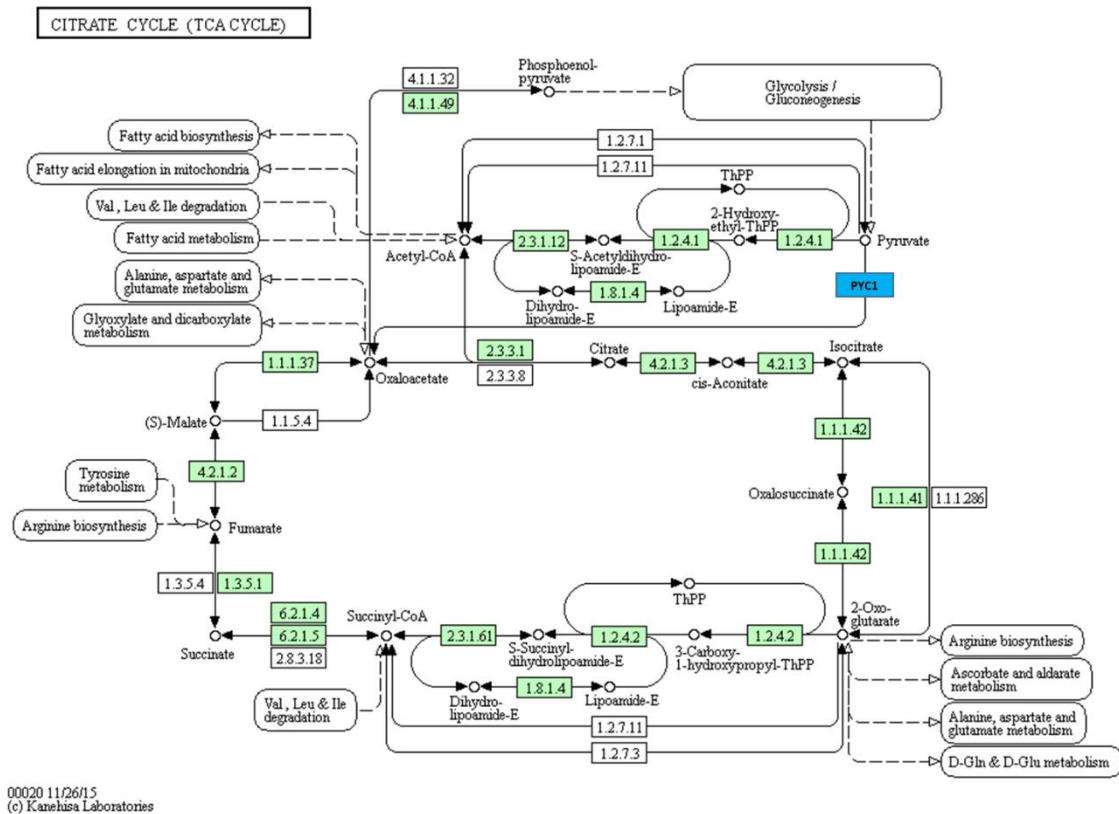 CITRATE CYCLE (TCA CYCLE)
4.1.1.32
4.1.1.49
Phosphoenol-
pyruvate
Glycolysis /
Gluconeogenesis
Fatty acid biosynthesis
Fatty acid elongation in mitochondria
Val , Leu & Ile degradation
Fatty acid metabolism
1.2.7.1
1.2.7.11
ThPP
2-Hydroxy-
ethyl-ThPP
Acetyl-CoA
2.3.1.12
S-Acetyldihydro-
lipoamide-E
1.2.4.1
1.2.4.1
Pyruvate
PYC1
Dihydro-
lipoamide-E
1.8.1.4
Lipoamide-E
Alanine, aspartate and
glutamate metabolism
Glyoxylate and dicarboxylate
metabolism
1.1.1.37
Oxaloacetate
2.3.3.1
2.3.3.8
Citrate
4.2.1.3
cis-Aconitate
4.2.1.3
Isocitrate
(S)-Malate
1.1.5.4
1.1.1.42
4.2.1.2
Tyrosine
metabolism
Arginine biosynthesis
Fumarate
Oxalosuccinate
1.1.1.41
1.1.1.286
1.1.1.42
1.3.5.4
1.3.5.1
ThPP
6.2.1.4
6.2.1.5
2.8.3.18
Succinate
Succinyl-CoA
2.3.1.61
S-Succinyl-
dihydrolipoamide-E
1.2.4.2
3-Carboxy-
1-hydroxypropyl-ThPP
1.2.4.2
2-Oxo-
glutarate
Dihydro-
lipoamide-E
1.8.1.4
Lipoamide-E
Val , Leu & Ile
degradation
1.2.7.11
1.2.7.3
Arginine biosynthesis
Ascorbate and aldarate
metabolism
Alanine, aspartate and
glutamate metabolism
D-Gln & D-Glu metabolism
00020 11/26/15
(c) Kanehisa Laboratories